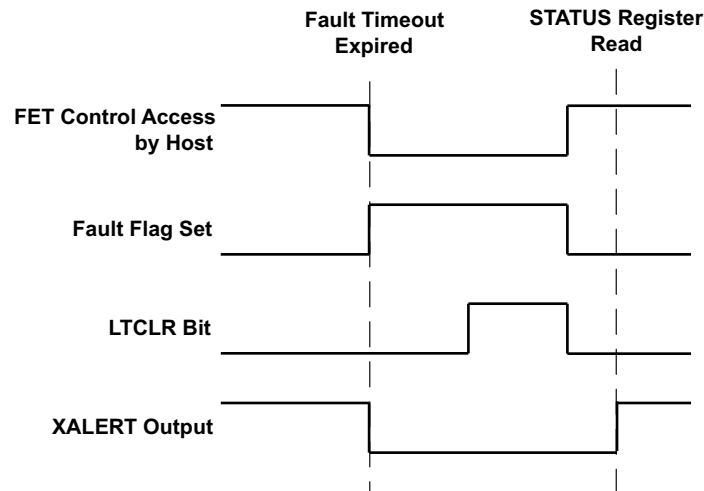 Fault Timeout
Expired
STATUS Register
Read
FET Control Access
by Host
Fault Flag Set
LTCLR Bit
XALERT Output